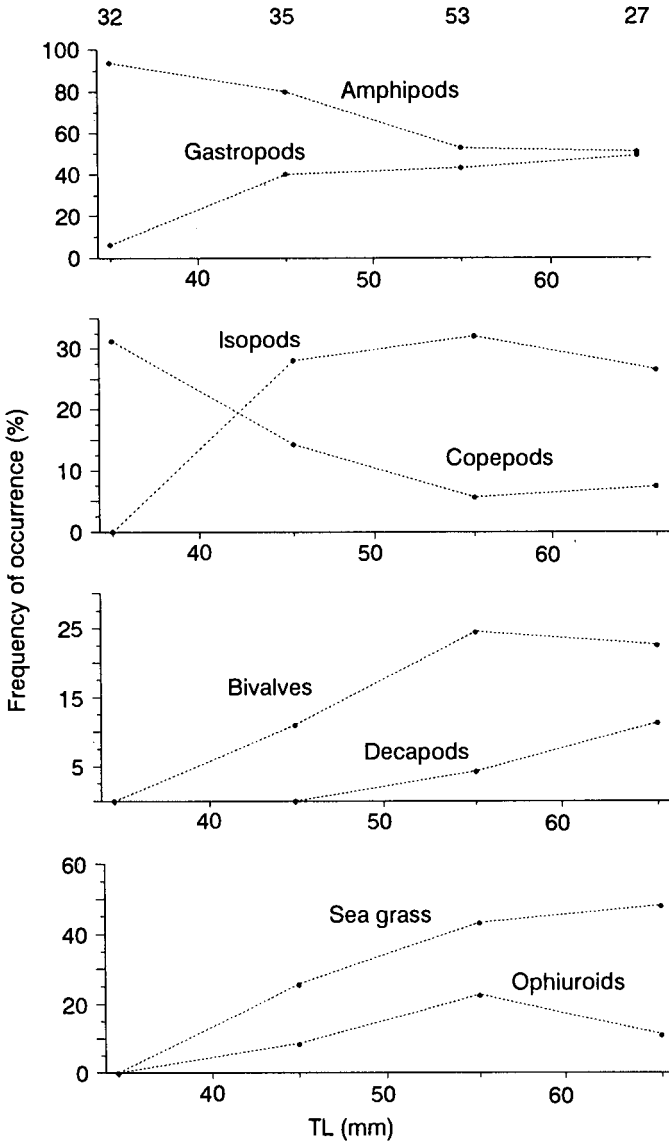 32 35 53 27
100
80
60
40
20
0
Amphipods
Gastropods
40 50 60
30
20
10
0
Isopods
Copepods
40 50 60
25
15
5
Bivalves
Decapods
40 50 60
60
40
20
0
Sea grass
Ophiuroids
40 50 60
Frequency of occurrence (%)
TL (mm)